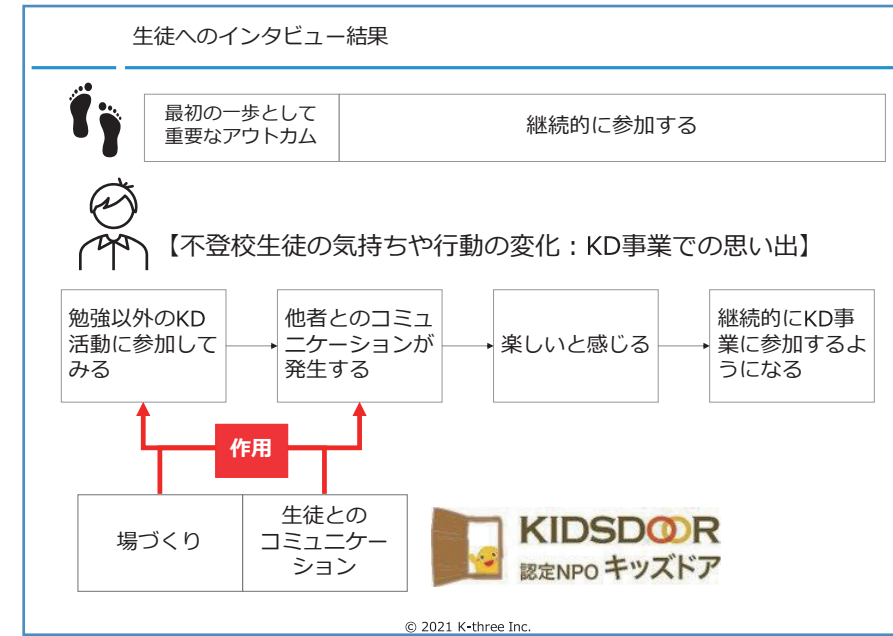 生徒へのインタビュー結果
最初の一歩として
重要なアウトカム
継続的に参加する
【不登校生徒の気持ちや行動の変化：KD事業での思い出】
勉強以外のKD
活動に参加して
みる
他者とのコミュ
ニケーションが
発生する
楽しいと感じる
継続的にKD事
業に参加するよ
うになる
作用
場づくり
生徒との
コミュニケー
ション
KIDSDOOR
認定NPO キッズドア
© 2021 K-three Inc.